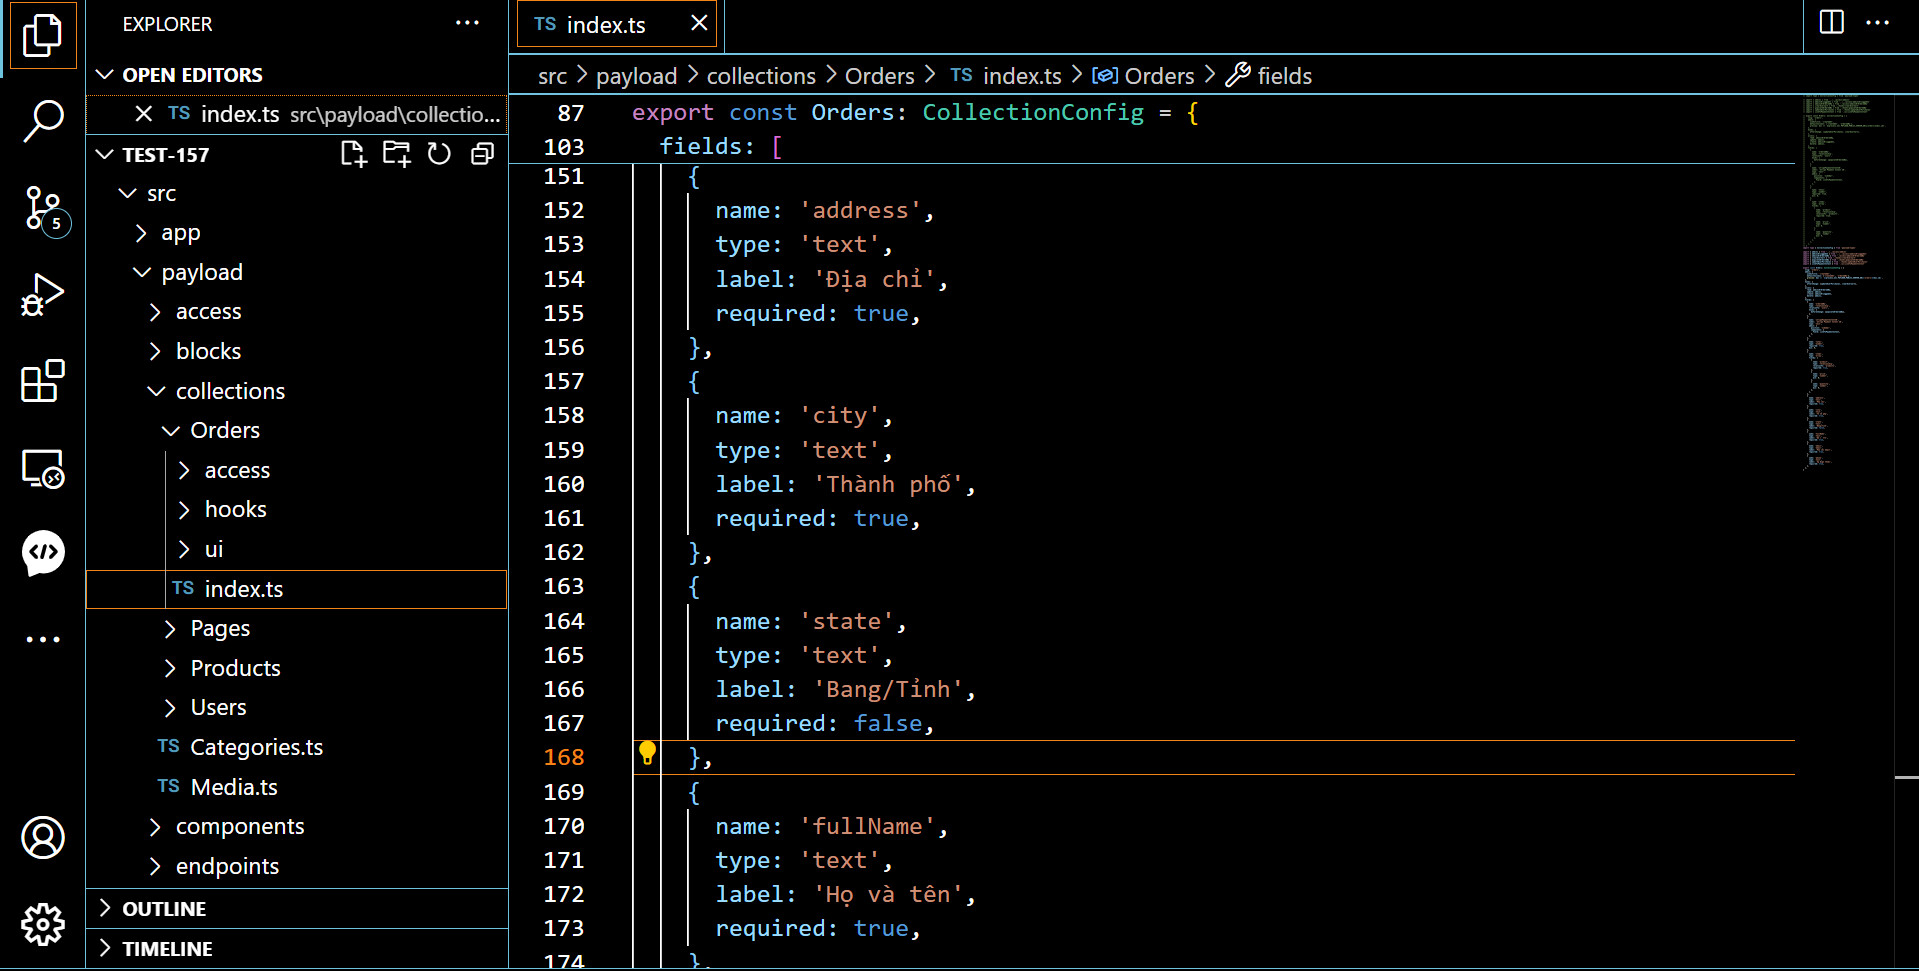 EXPLORER
OPEN EDITORS
TS index.ts src\payload\collectio...
TEST-157
src
app
payload
access
blocks
collections
Orders
access
hooks
ui
TS index.ts
Pages
Products
Users
TS Categories.ts
TS Media.ts
components
endpoints
OUTLINE
TIMELINE
5
TS index.ts
src > payload > collections > Orders > TS index.ts > Orders > fields
87 export const Orders: CollectionConfig = {
103 fields: [
151 {
152 name: 'address',
153 type: 'text',
154 label: 'Địa chỉ',
155 required: true,
156 },
157 {
158 name: 'city',
159 type: 'text',
160 label: 'Thành phố',
161 required: true,
162 },
163 {
164 name: 'state',
165 type: 'text',
166 label: 'Bang/Tỉnh',
167 required: false,
168 },
169 {
170 name: 'fullName',
171 type: 'text',
172 label: 'Họ và tên',
173 required: true,
174 },